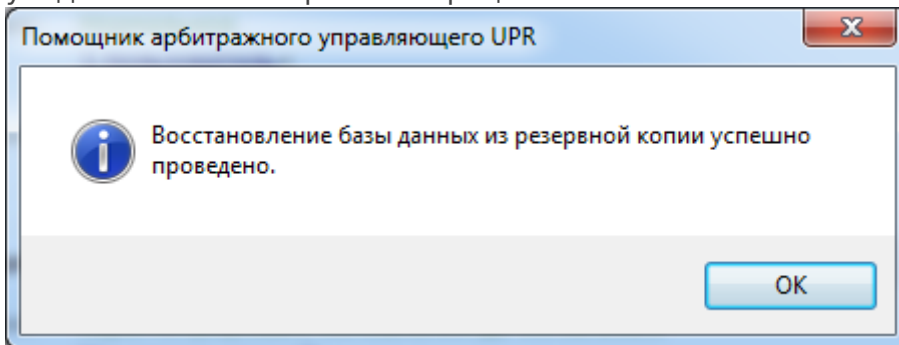 Помощник арбитражного управляющего UPR
Восстановление базы данных из резервной копии успешно
проведено.
OK